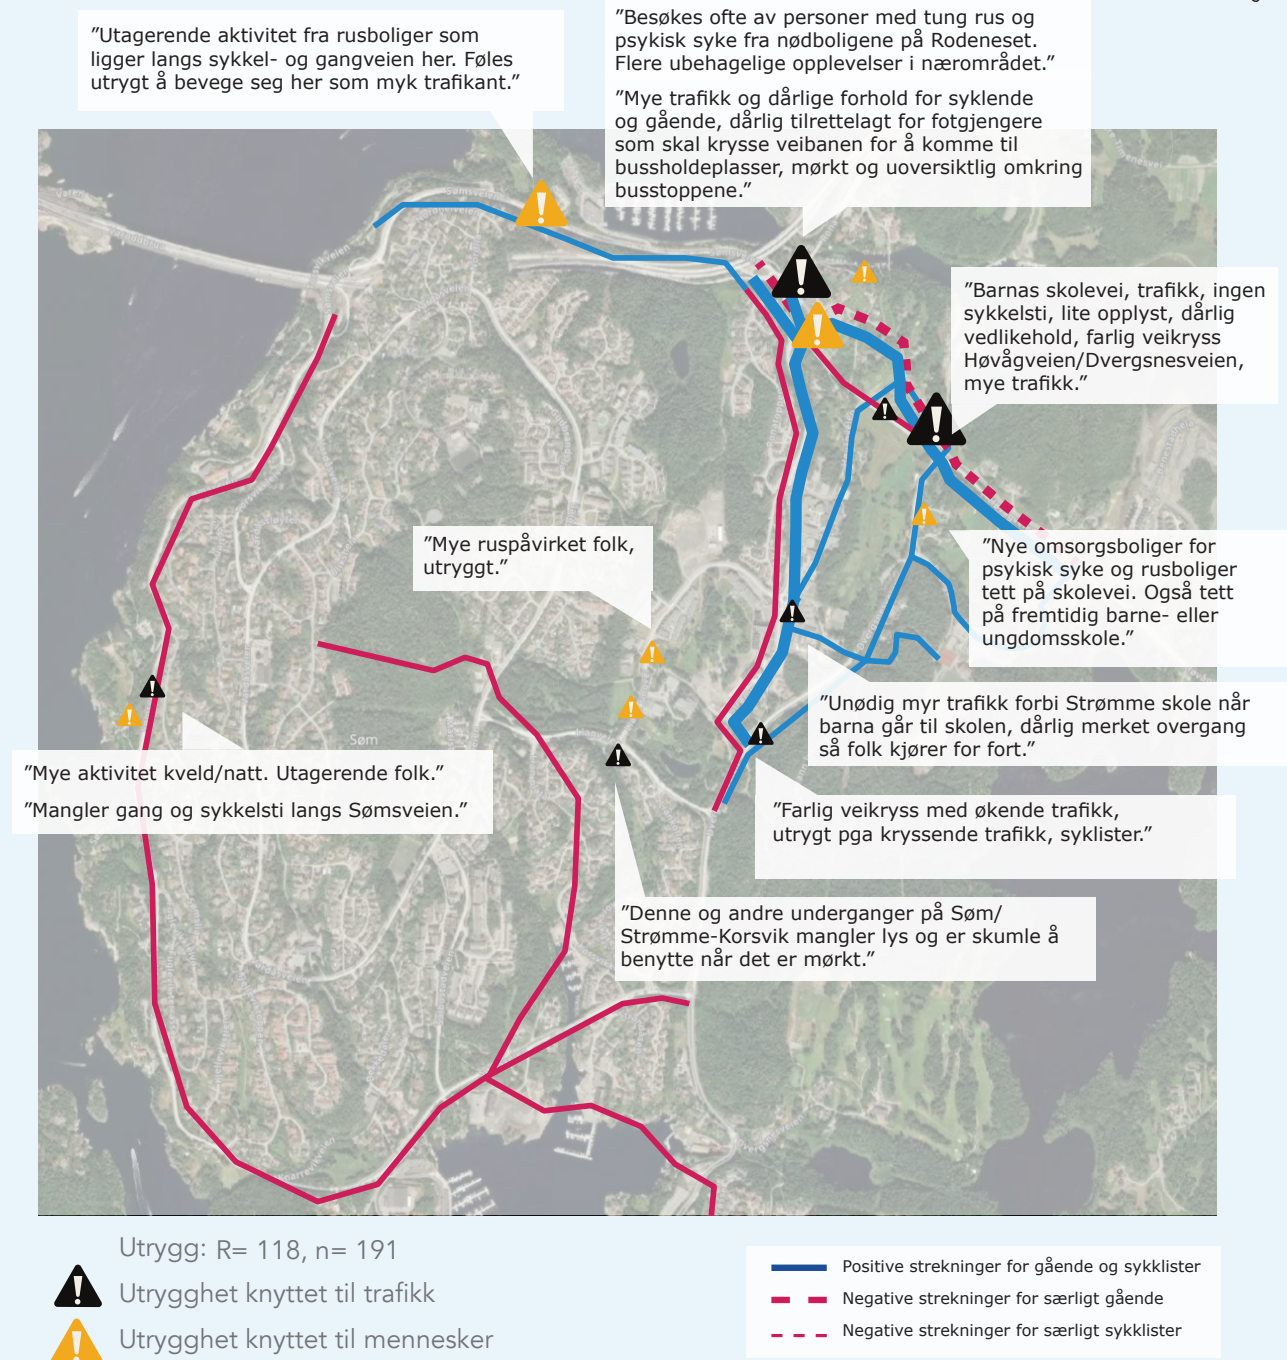 ”Utagerende aktivitet fra rusboliger som
ligger langs sykkel- og gangveien her. Føles
utrygt å bevege seg her som myk trafikant.”
”Besøkes ofte av personer med tung rus og
psykisk syke fra nødboligene på Rodeneset.
Flere ubehagelige opplevelser i nærområdet.”
”Mye trafikk og dårlige forhold for syklende
og gående, dårlig tilrettelagt for fotgjengere
som skal krysse veibanen for å komme til
bussholdeplasser, mørkt og uoversiktlig omkring
busstoppene.”
”Barnas skolevei, trafikk, ingen
sykkelsti, lite opplyst, dårlig
vedlikehold, farlig veikryss
Høvågveien/Dvergsnesveien,
mye trafikk.”
”Mye ruspåvirket folk,
utryggt.”
”Nye omsorgsboliger for
psykisk syke og rusboliger
tett på skolevei. Også tett
på fremtidig barne- eller
ungdomsskole.”
”Unødig myr trafikk forbi Strømme skole når
barna går til skolen, dårlig merket overgang
så folk kjører for fort.”
Søm
”Mye aktivitet kveld/natt. Utagerende folk.”
”Mangler gang og sykkelsti langs Sømsveien.”
”Farlig veikryss med økende trafikk,
utrygt pga kryssende trafikk, syklister.”
”Denne og andre underganger på Søm/
Strømme-Korsvik mangler lys og er skumle å
benytte når det er mørkt.”
Utrygg: R= 118, n= 191
Utrygghet knyttet til trafikk
Utrygghet knyttet til mennesker
Positive strekninger for gående og sykklister
Negative strekninger for særligt gående
Negative strekninger for særligt sykklister